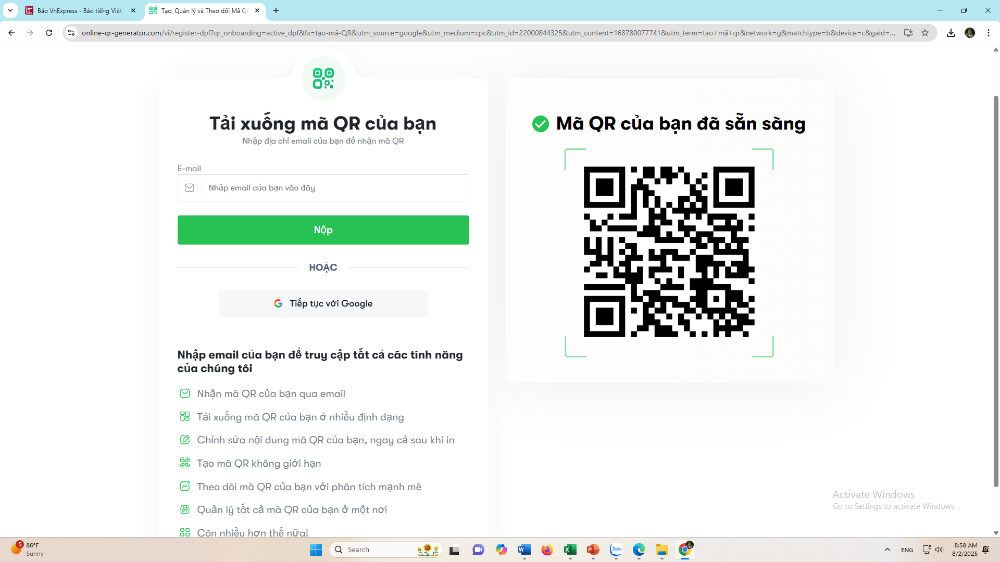 Báo VnExpress - Báo tiếng Việt
Tạo, Quản lý và Theo dõi Mã Q
online-qr-generator.com/vi/register-dpf?qr_onboarding=active_dpf&fx=tạo-mã-QR&utm_source=google&utm_medium=cpc&utm_id=22000844325&utm_content=168780077741&utm_term=tạo+mã+qr&network=g&matchtype=b&device=c&gaid=...
Tải xuống mã QR của bạn
Nhập địa chỉ email của bạn để nhận mã QR
E-mail
Nhập email của bạn vào đây
Nộp
HOẶC
Tiếp tục với Google
Nhập email của bạn để truy cập tất cả các tính năng
của chúng tôi
Nhận mã QR của bạn qua email
Tải xuống mã QR của bạn ở nhiều định dạng
Chỉnh sửa nội dung mã QR của bạn, ngay cả sau khi in
Tạo mã QR không giới hạn
Theo dõi mã QR của bạn với phân tích mạnh mẽ
Quản lý tất cả mã QR của bạn ở một nơi
Còn nhiều hơn thế nữa!
Mã QR của bạn đã sẵn sàng
Activate Windows
Go to Settings to activate Windows.
5
86°F
Sunny
Search
Zalo
ENG
8:58 AM
8/2/2025